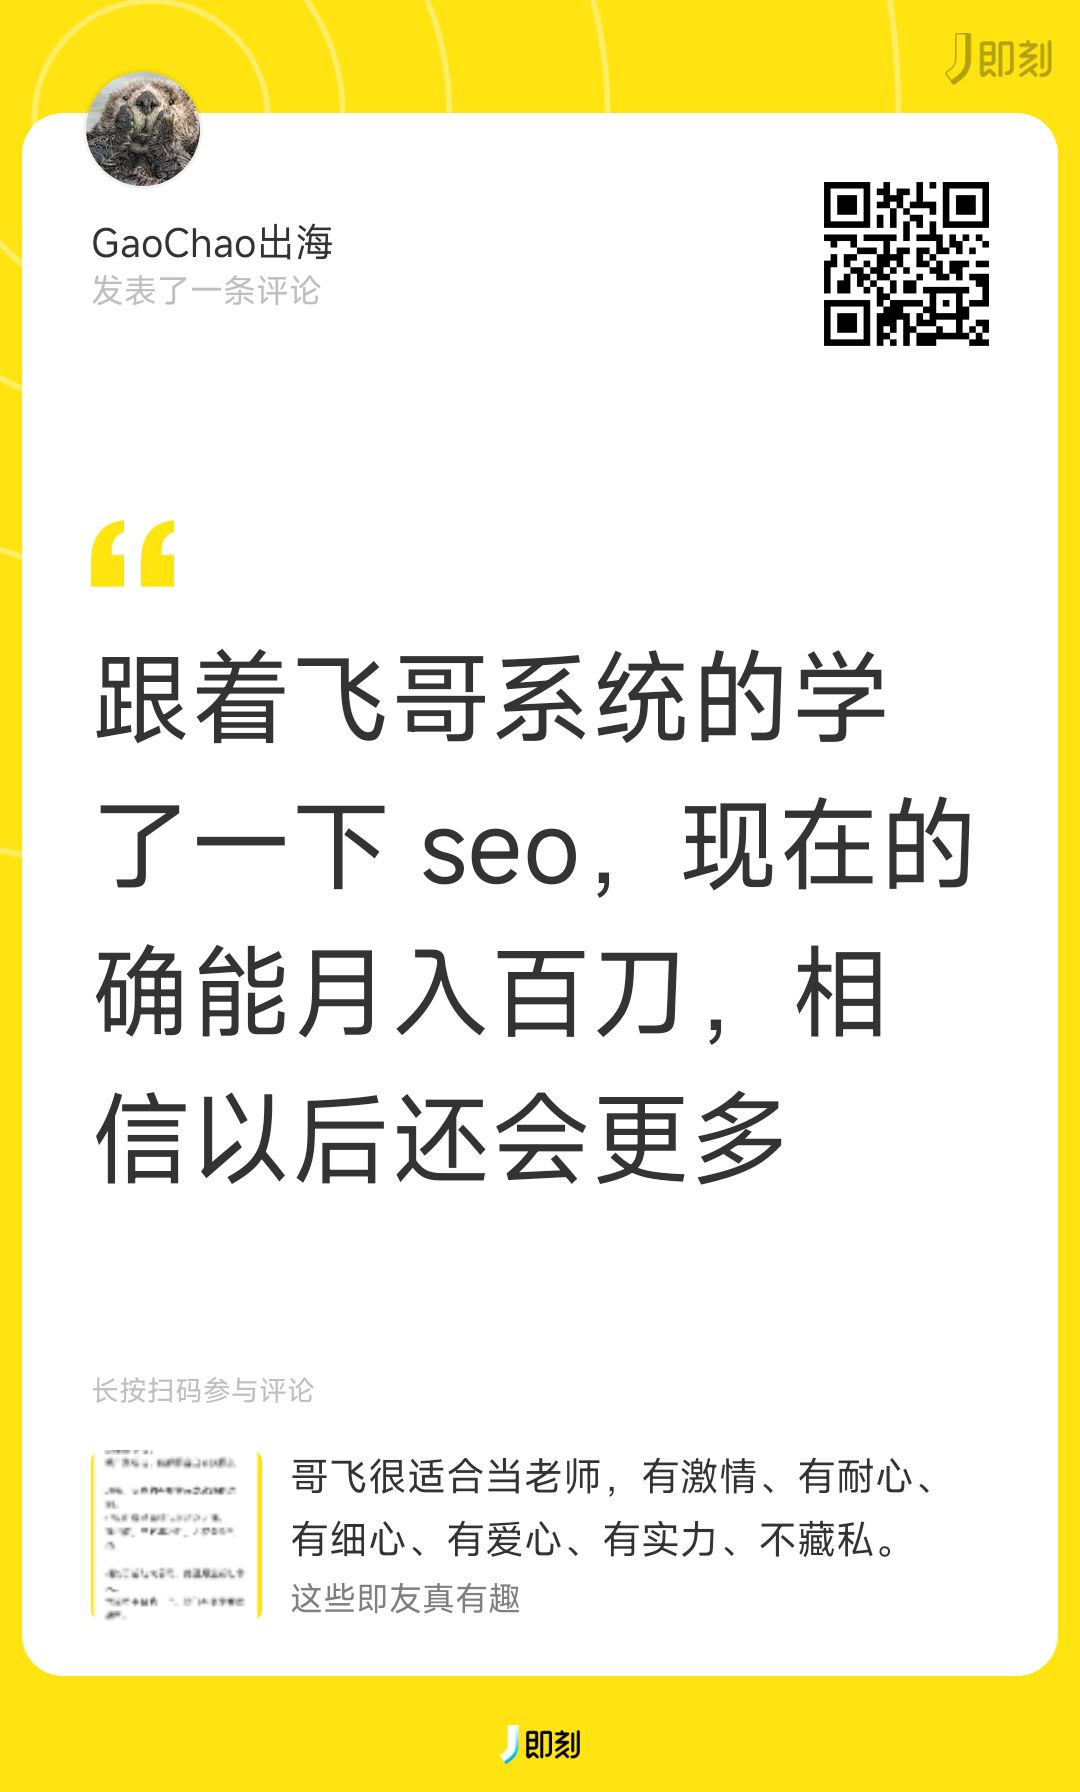 即刻
GaoChao出海
发表了一条评论
跟着飞哥系统的学
了一下 seo，现在的
确能月入百刀，相
信以后还会更多
长按扫码参与评论
哥飞很适合当老师，有激情、有耐心、
有细心、有爱心、有实力、不藏私。
这些即友真有趣
即刻